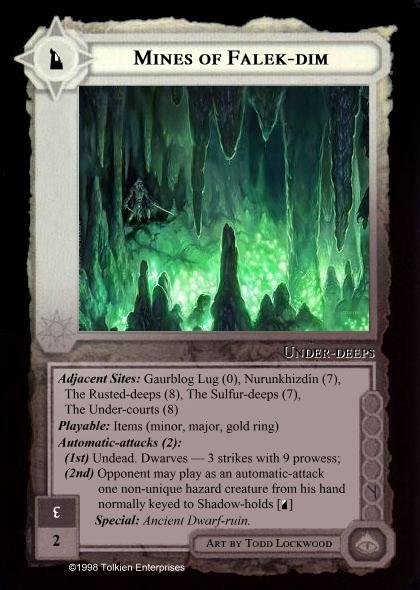 MINES OF FALEK-DIM
UNDER-DEEPS
Adjacent Sites: Gaurblog Lug (0), Nurunkhizdín (7),
The Rusted-deeps (8), The Sulfur-deeps (7),
The Under-courts (8)
Playable: Items (minor, major, gold ring)
Automatic-attacks (2):
(1st) Undead. Dwarves — 3 strikes with 9 prowess;
(2nd) Opponent may play as an automatic-attack
one non-unique hazard creature from his hand
normally keyed to Shadow-holds [ ]
Special: Ancient Dwarf-ruin.
ε
2
ART BY TODD LOCKWOOD
©1998 Tolkien Enterprises